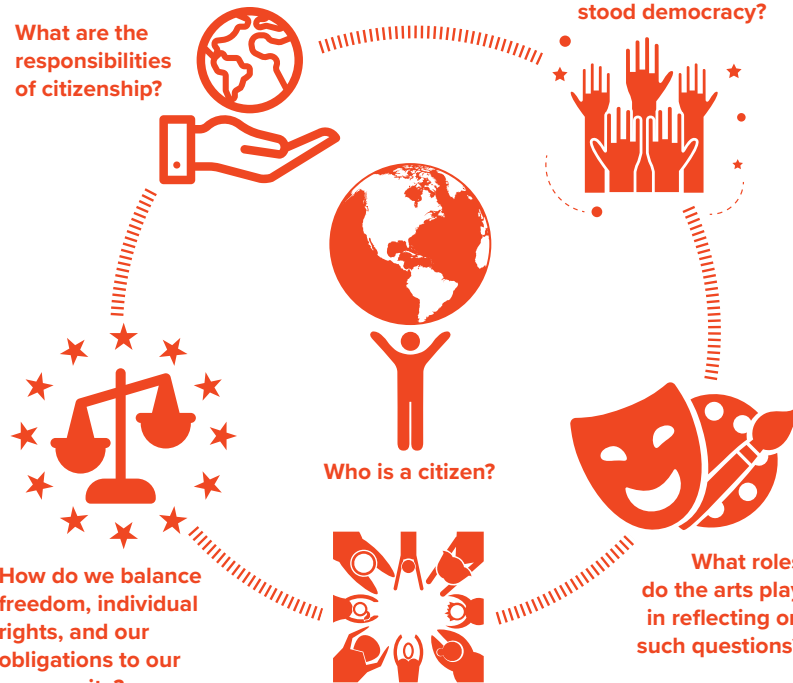 stood democracy?
What are the
responsibilities
of citizenship?
Who is a citizen?
How do we balance
freedom, individual
rights, and our
obligations to our
What roles
do the arts play
in reflecting on
such questions?